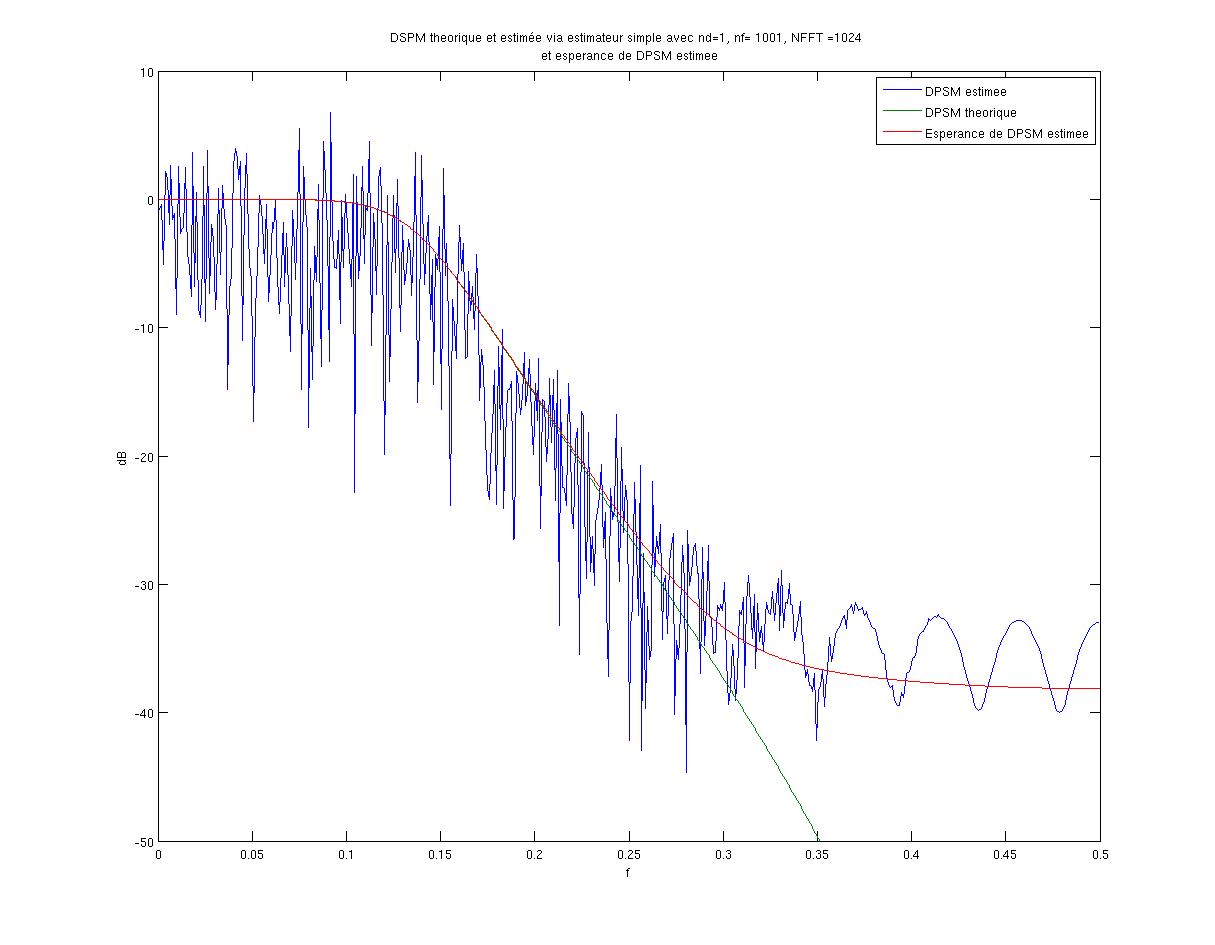 DSPM theorique et estimée via estimateur simple avec nd=1, nf= 1001, NFFT =1024
et esperance de DPSM estimee
DPSM estimee
DPSM theorique
Esperance de DPSM estimee
dB
10
0
-10
-20
-30
-40
-50
0 0.05 0.1 0.15 0.2 0.25 0.3 0.35 0.4 0.45 0.5
f